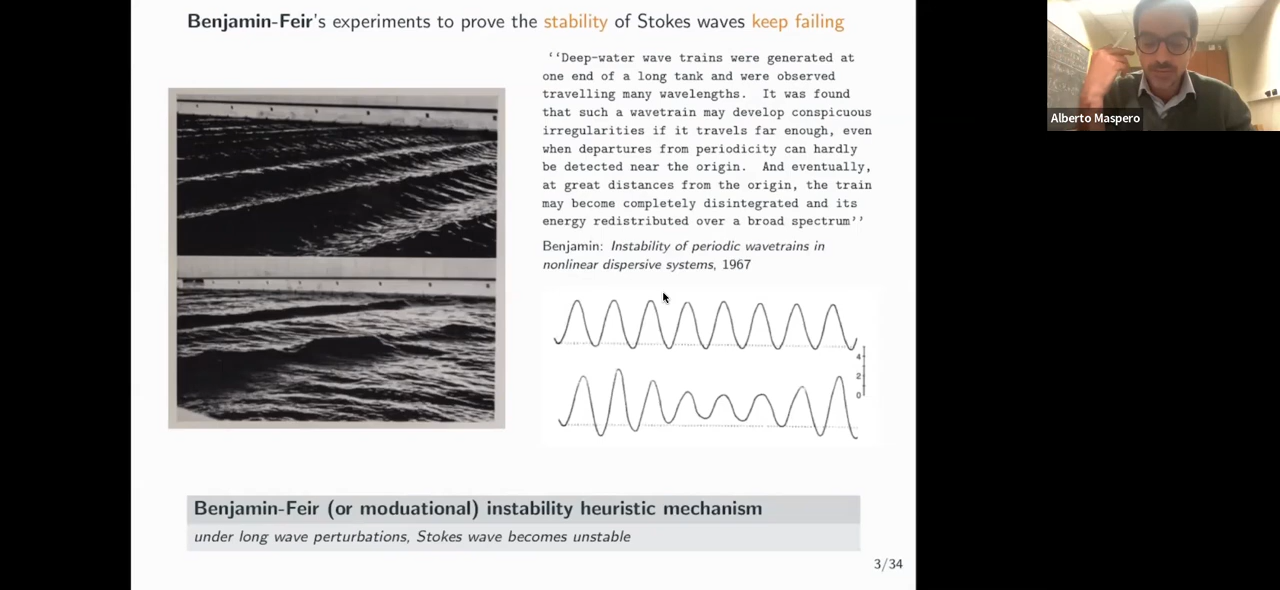 Benjamin-Feir's experiments to prove the stability of Stokes waves keep failing
‘‘Deep-water wave trains were generated at
one end of a long tank and were observed
travelling many wavelengths. It was found
that such a wavetrain may develop conspicuous
irregularities if it travels far enough, even
when departures from periodicity can hardly
be detected near the origin. And eventually,
at great distances from the origin, the train
may become completely disintegrated and its
energy redistributed over a broad spectrum’’
Benjamin: Instability of periodic wavetrains in
nonlinear dispersive systems, 1967
4
2
0
Benjamin-Feir (or moduational) instability heuristic mechanism
under long wave perturbations, Stokes wave becomes unstable
3/34
Alberto Maspero